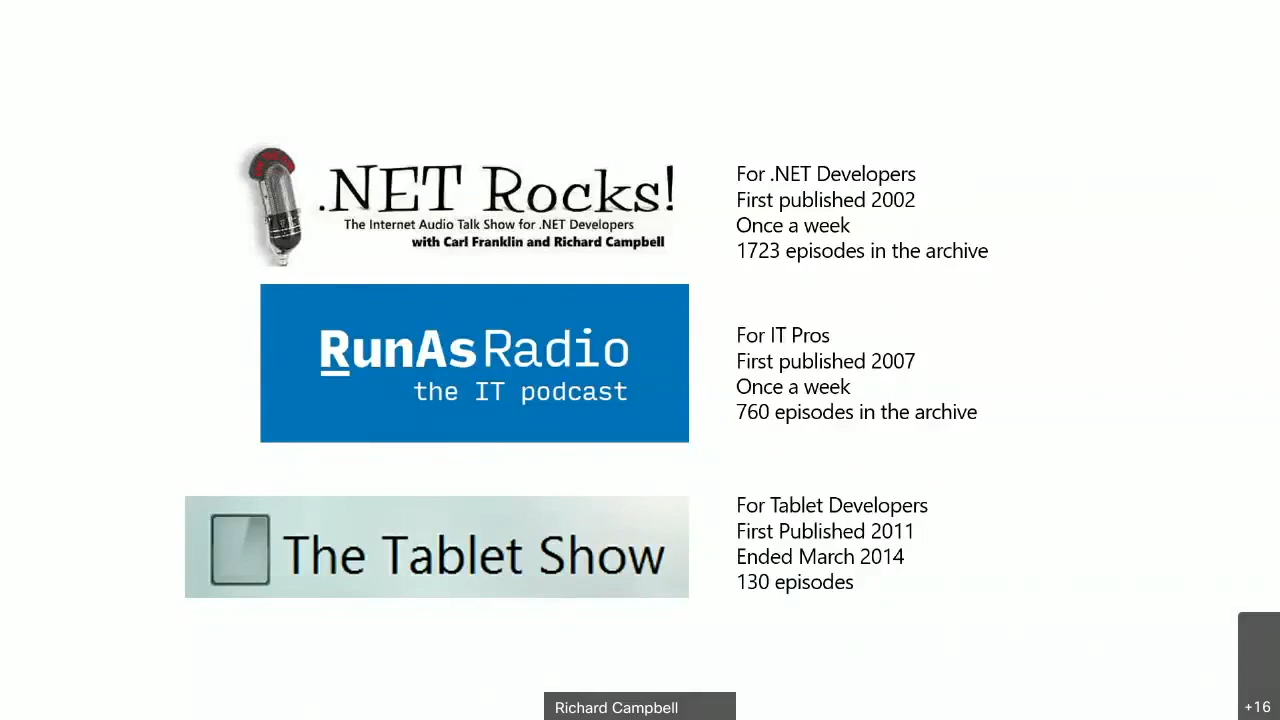 .NET Rocks!
The Internet Audio Talk Show for .NET Developers
with Carl Franklin and Richard Campbell
For .NET Developers
First published 2002
Once a week
1723 episodes in the archive
RunAs Radio
the IT podcast
For IT Pros
First published 2007
Once a week
760 episodes in the archive
The Tablet Show
For Tablet Developers
First Published 2011
Ended March 2014
130 episodes
Richard Campbell
+16